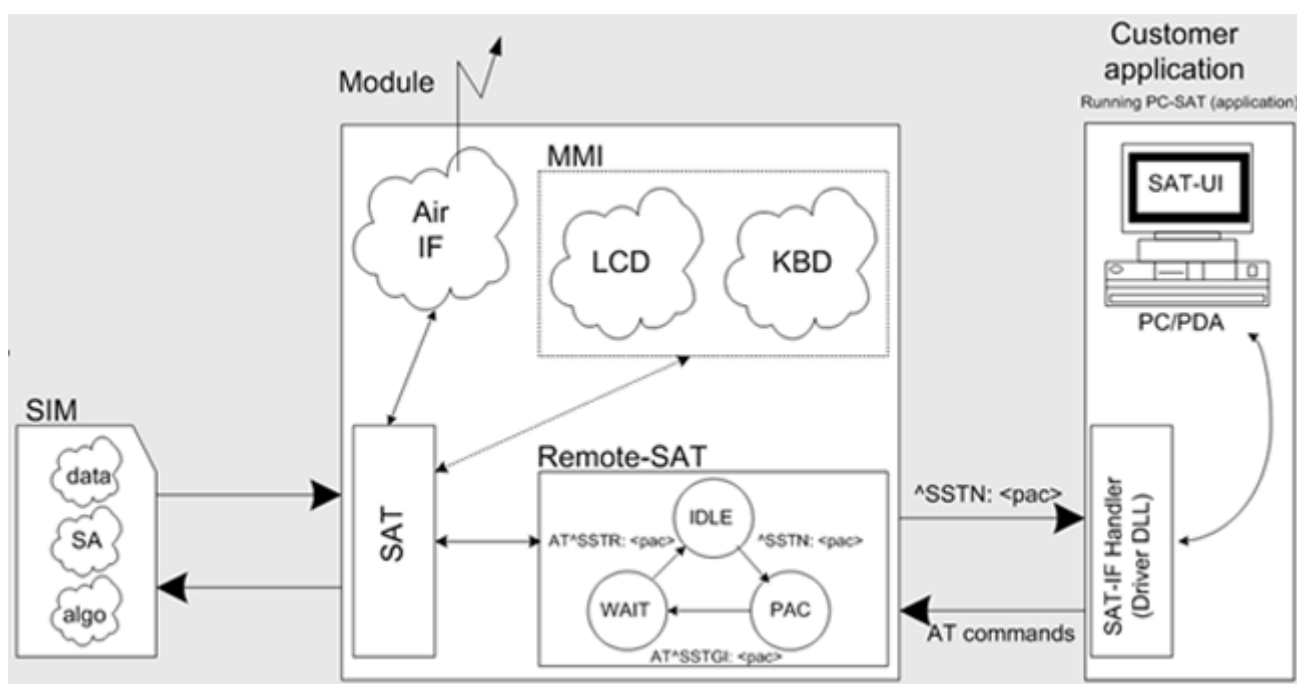 Customer
application
Running PC-SAT (application)
Module
MMI
Air
IF
LCD
KBD
SAT-UI
PC/PDA
SIM
data
SA
algo
SAT
Remote-SAT
IDLE
AT^SSTR: <pac>
^SSTN: <pac>
WAIT
PAC
AT^SSTGI: <pac>
^SSTN: <pac>
AT commands
SAT-IF Handler
(Driver DLL)